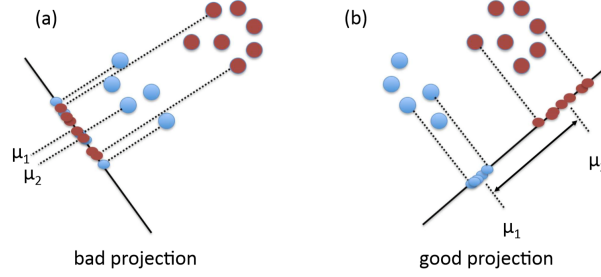 (a)
μ₁
μ₂
bad projection
(b)
μ₁
good projection